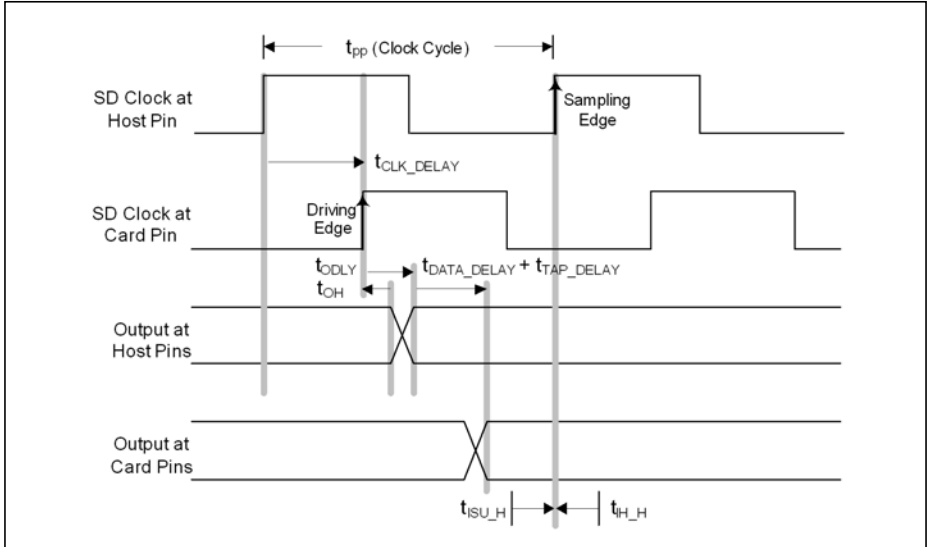 tpp (Clock Cycle)
SD Clock at
Host Pin
Sampling
Edge
tCLK_DELAY
SD Clock at
Card Pin
Driving
Edge
tODLY
tDATA_DELAY + tTAP_DELAY
tOH
Output at
Host Pins
Output at
Card Pins
tISU_H
tIH_H